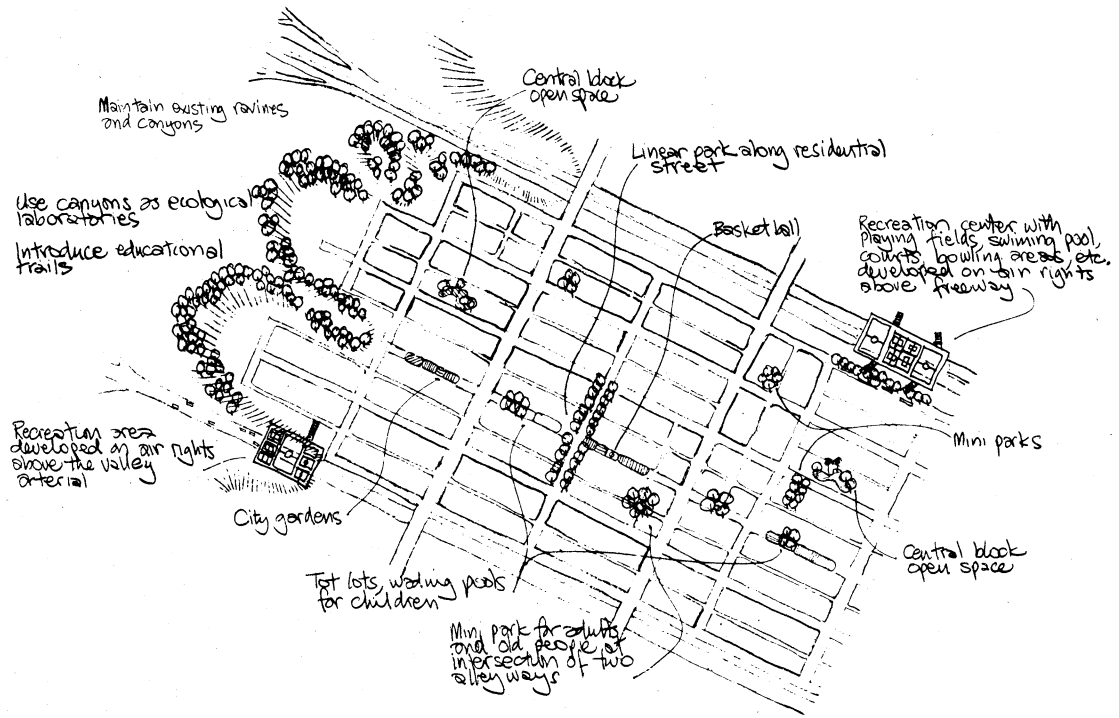 Central block
open space
Maintain existing ravines
and canyons
Linear park along residential
street
Use canyons as ecological
laboratories
Introduce educational
trails
Basketball
Recreation center with
playing fields, swiming pool,
courts, bowling areas, etc.
developed on air rights
above freeway
Recreation area
developed on air rights
above the valley
arterial
Mini parks
City gardens
Central block
open space
Tot lots, wading pools
for children
Mini park for adults
and old people at
intersection of two
alleyways